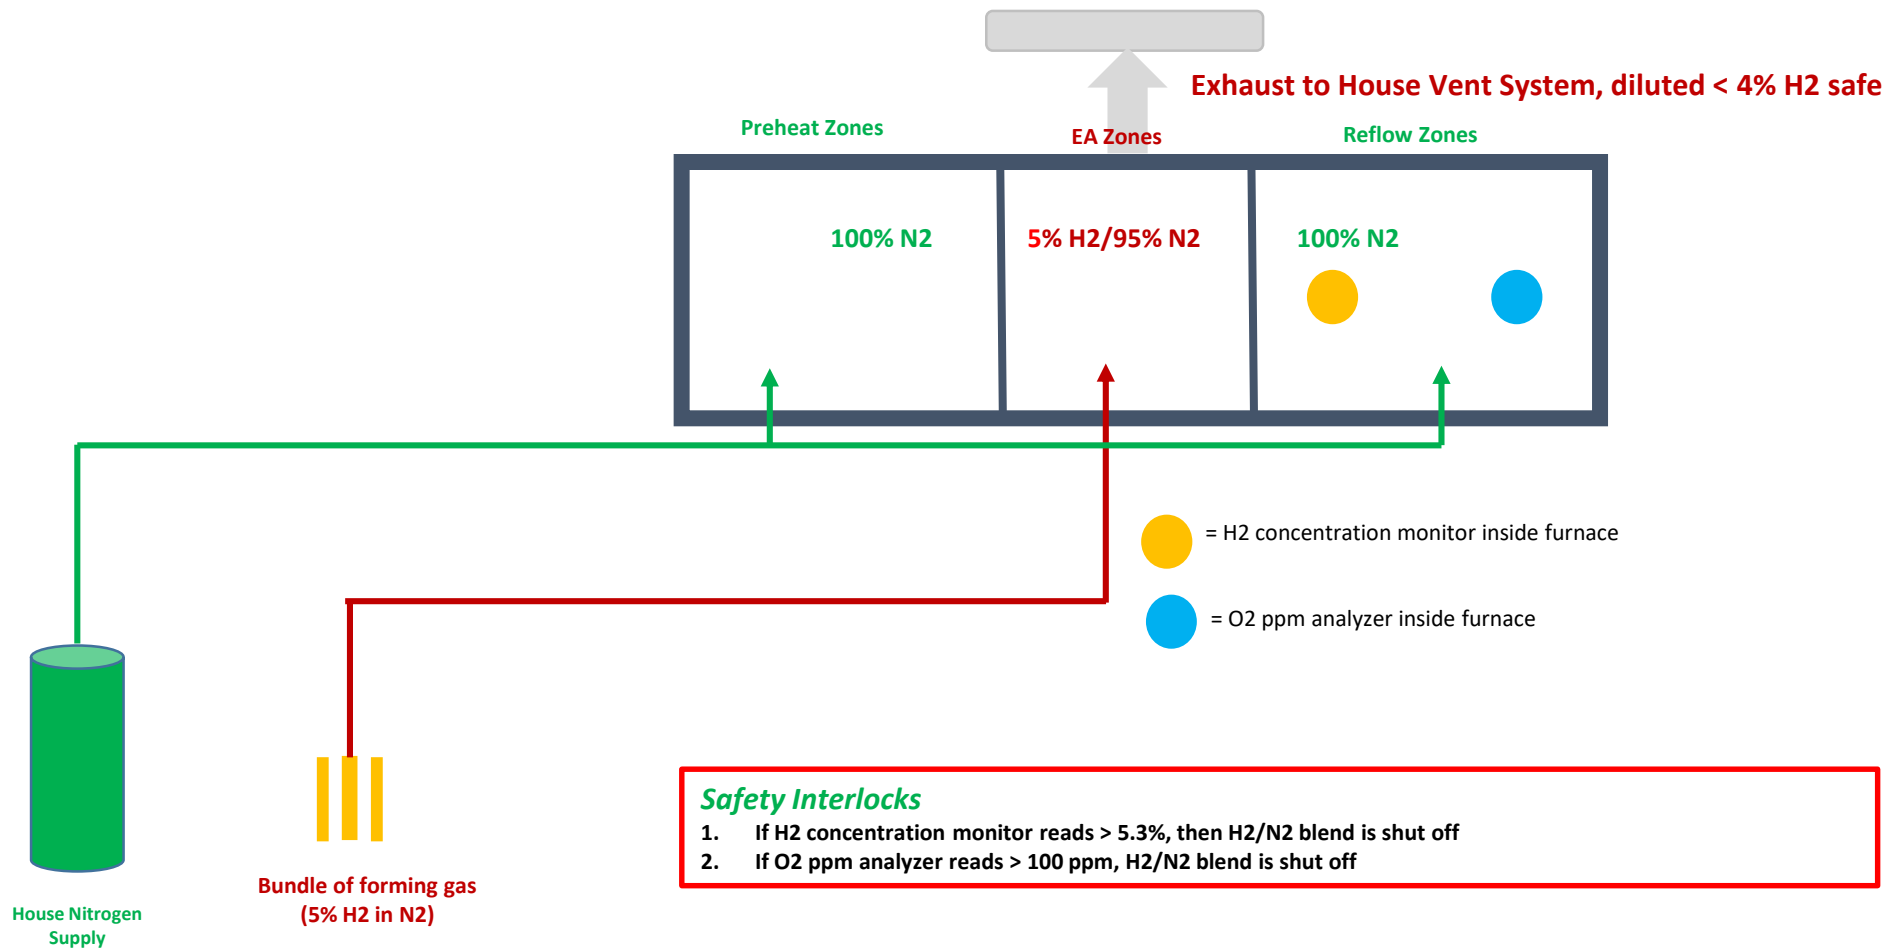 Exhaust to House Vent System, diluted < 4% H2 safe
Preheat Zones
EA Zones
Reflow Zones
100% N2
5% H2/95% N2
100% N2
= H2 concentration monitor inside furnace
= O2 ppm analyzer inside furnace
Safety Interlocks
1. If H2 concentration monitor reads > 5.3%, then H2/N2 blend is shut off
2. If O2 ppm analyzer reads > 100 ppm, H2/N2 blend is shut off
Bundle of forming gas
(5% H2 in N2)
House Nitrogen
Supply